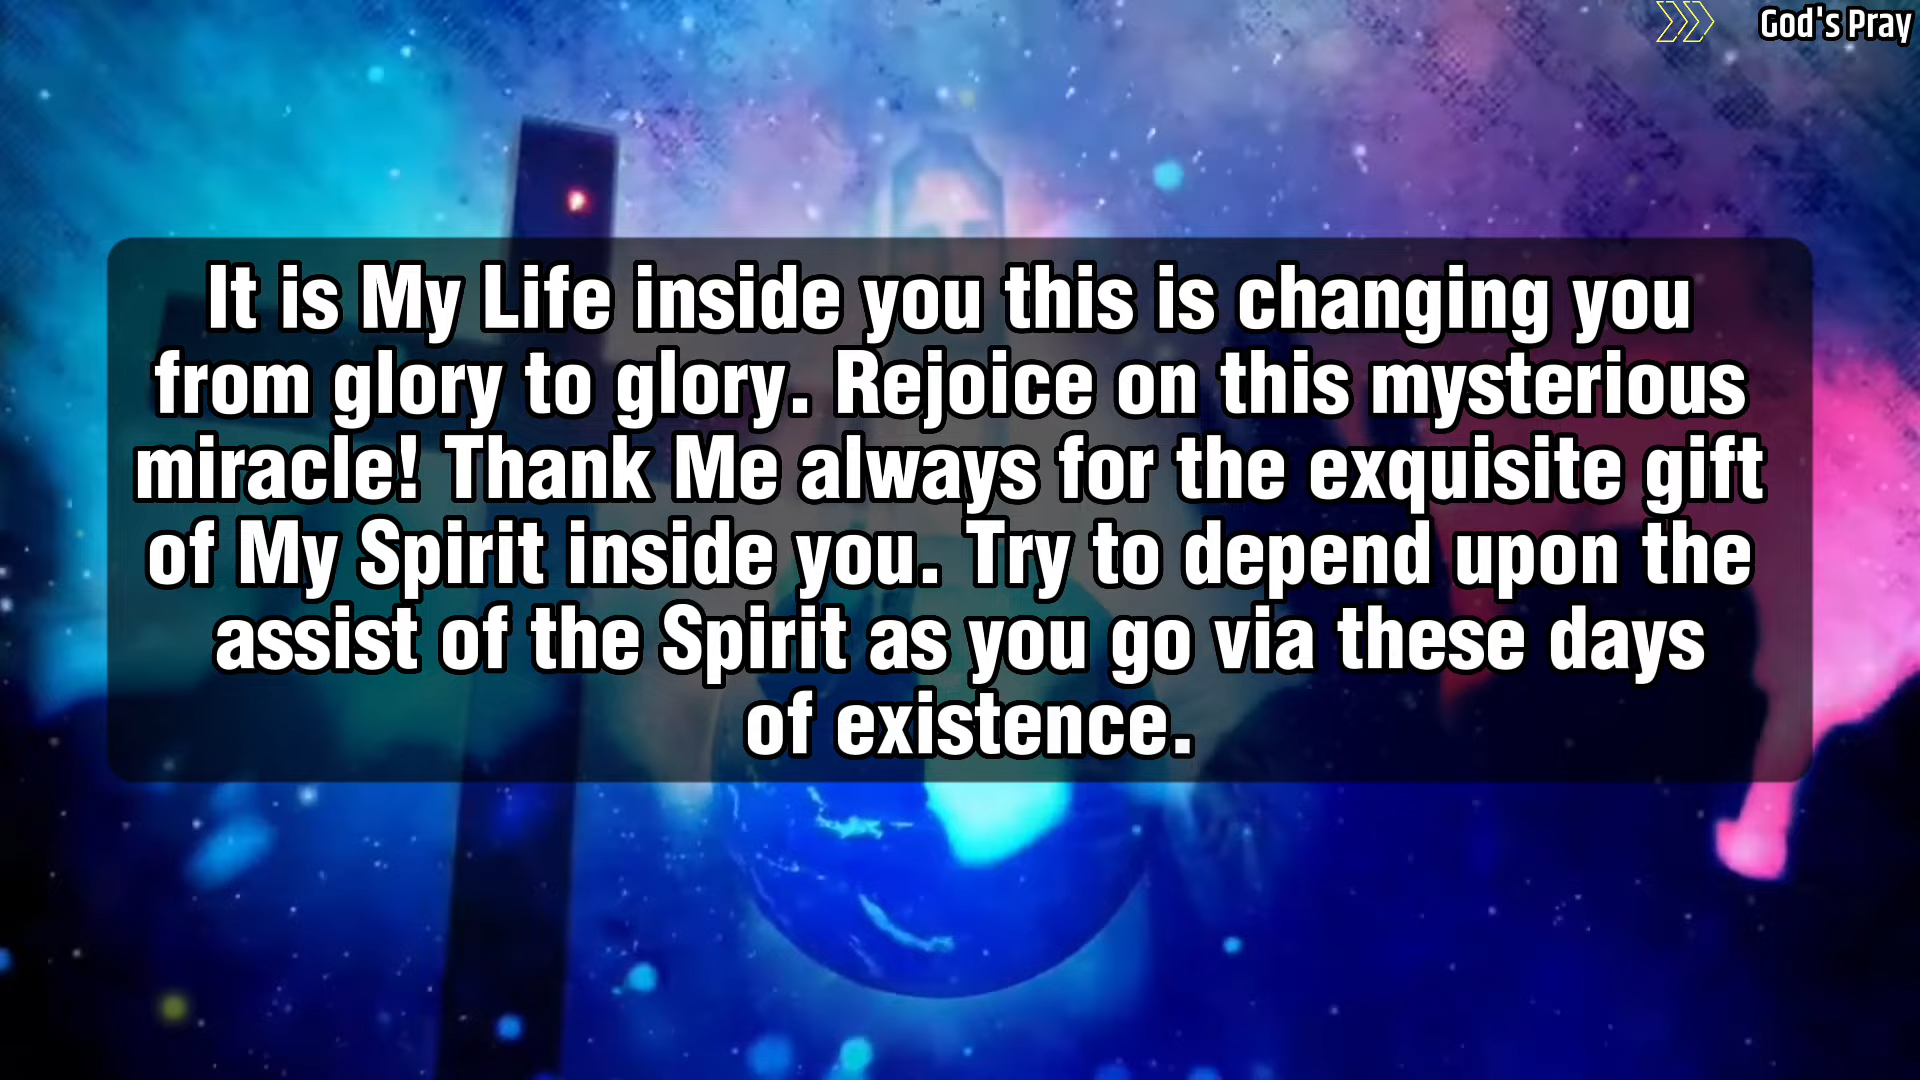 God's Pray
It is My Life inside you this is changing you
from glory to glory. Rejoice on this mysterious
miracle! Thank Me always for the exquisite gift
of My Spirit inside you. Try to depend upon the
assist of the Spirit as you go via these days
of existence.